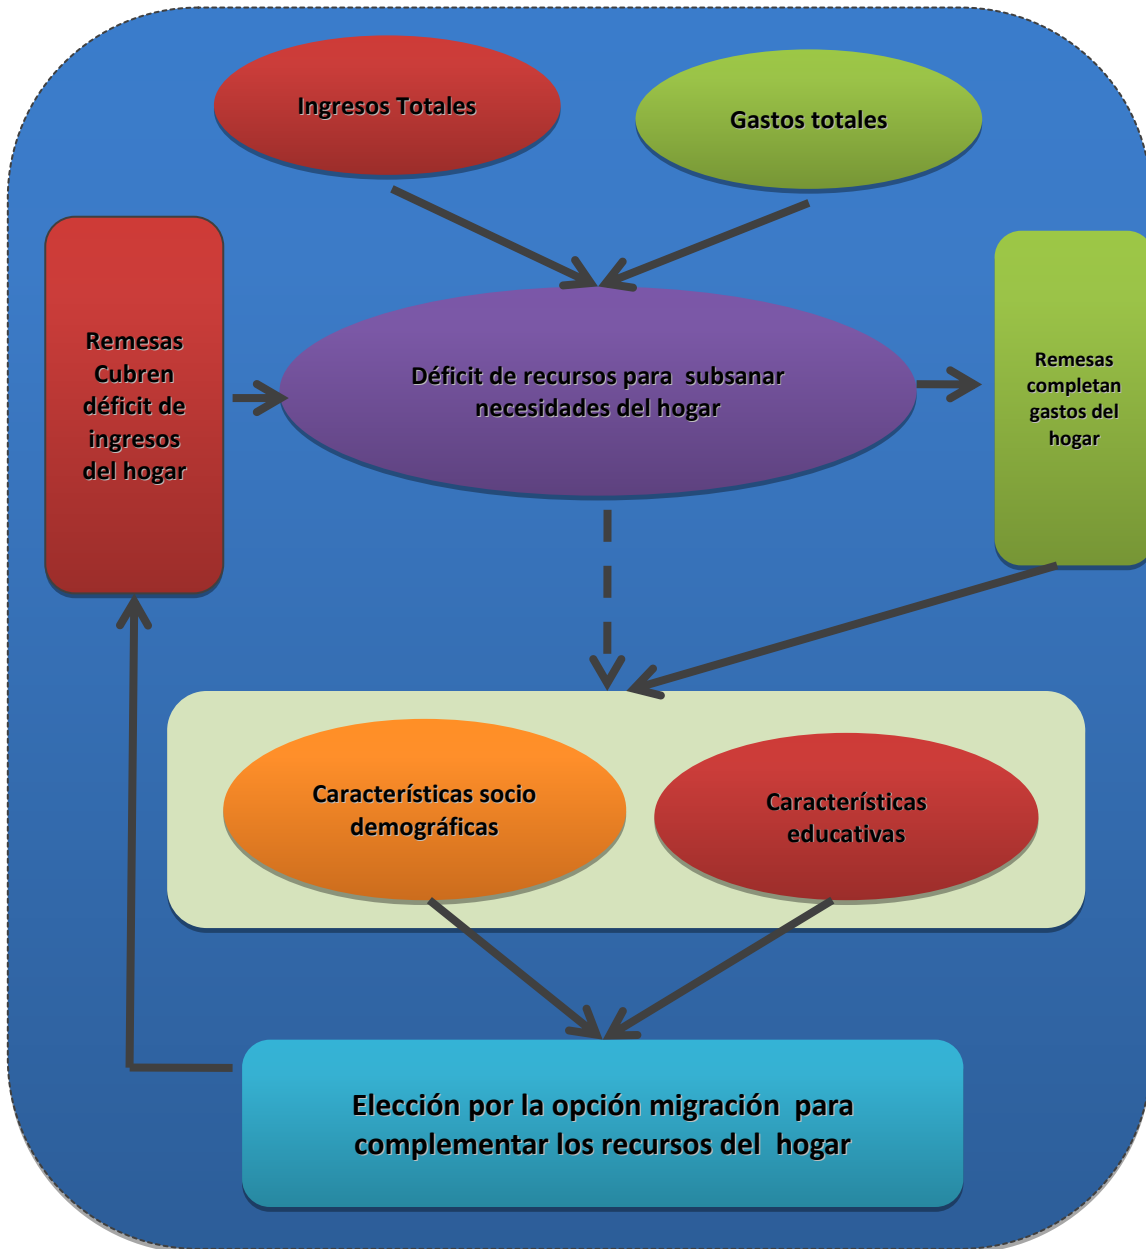 Ingresos Totales
Gastos totales
Remesas
Cubren
déficit de
ingresos
del hogar
Déficit de recursos para subsanar
necesidades del hogar
Remesas
completan
gastos del
hogar
Características socio
demográficas
Características
educativas
Elección por la opción migración para
complementar los recursos del hogar